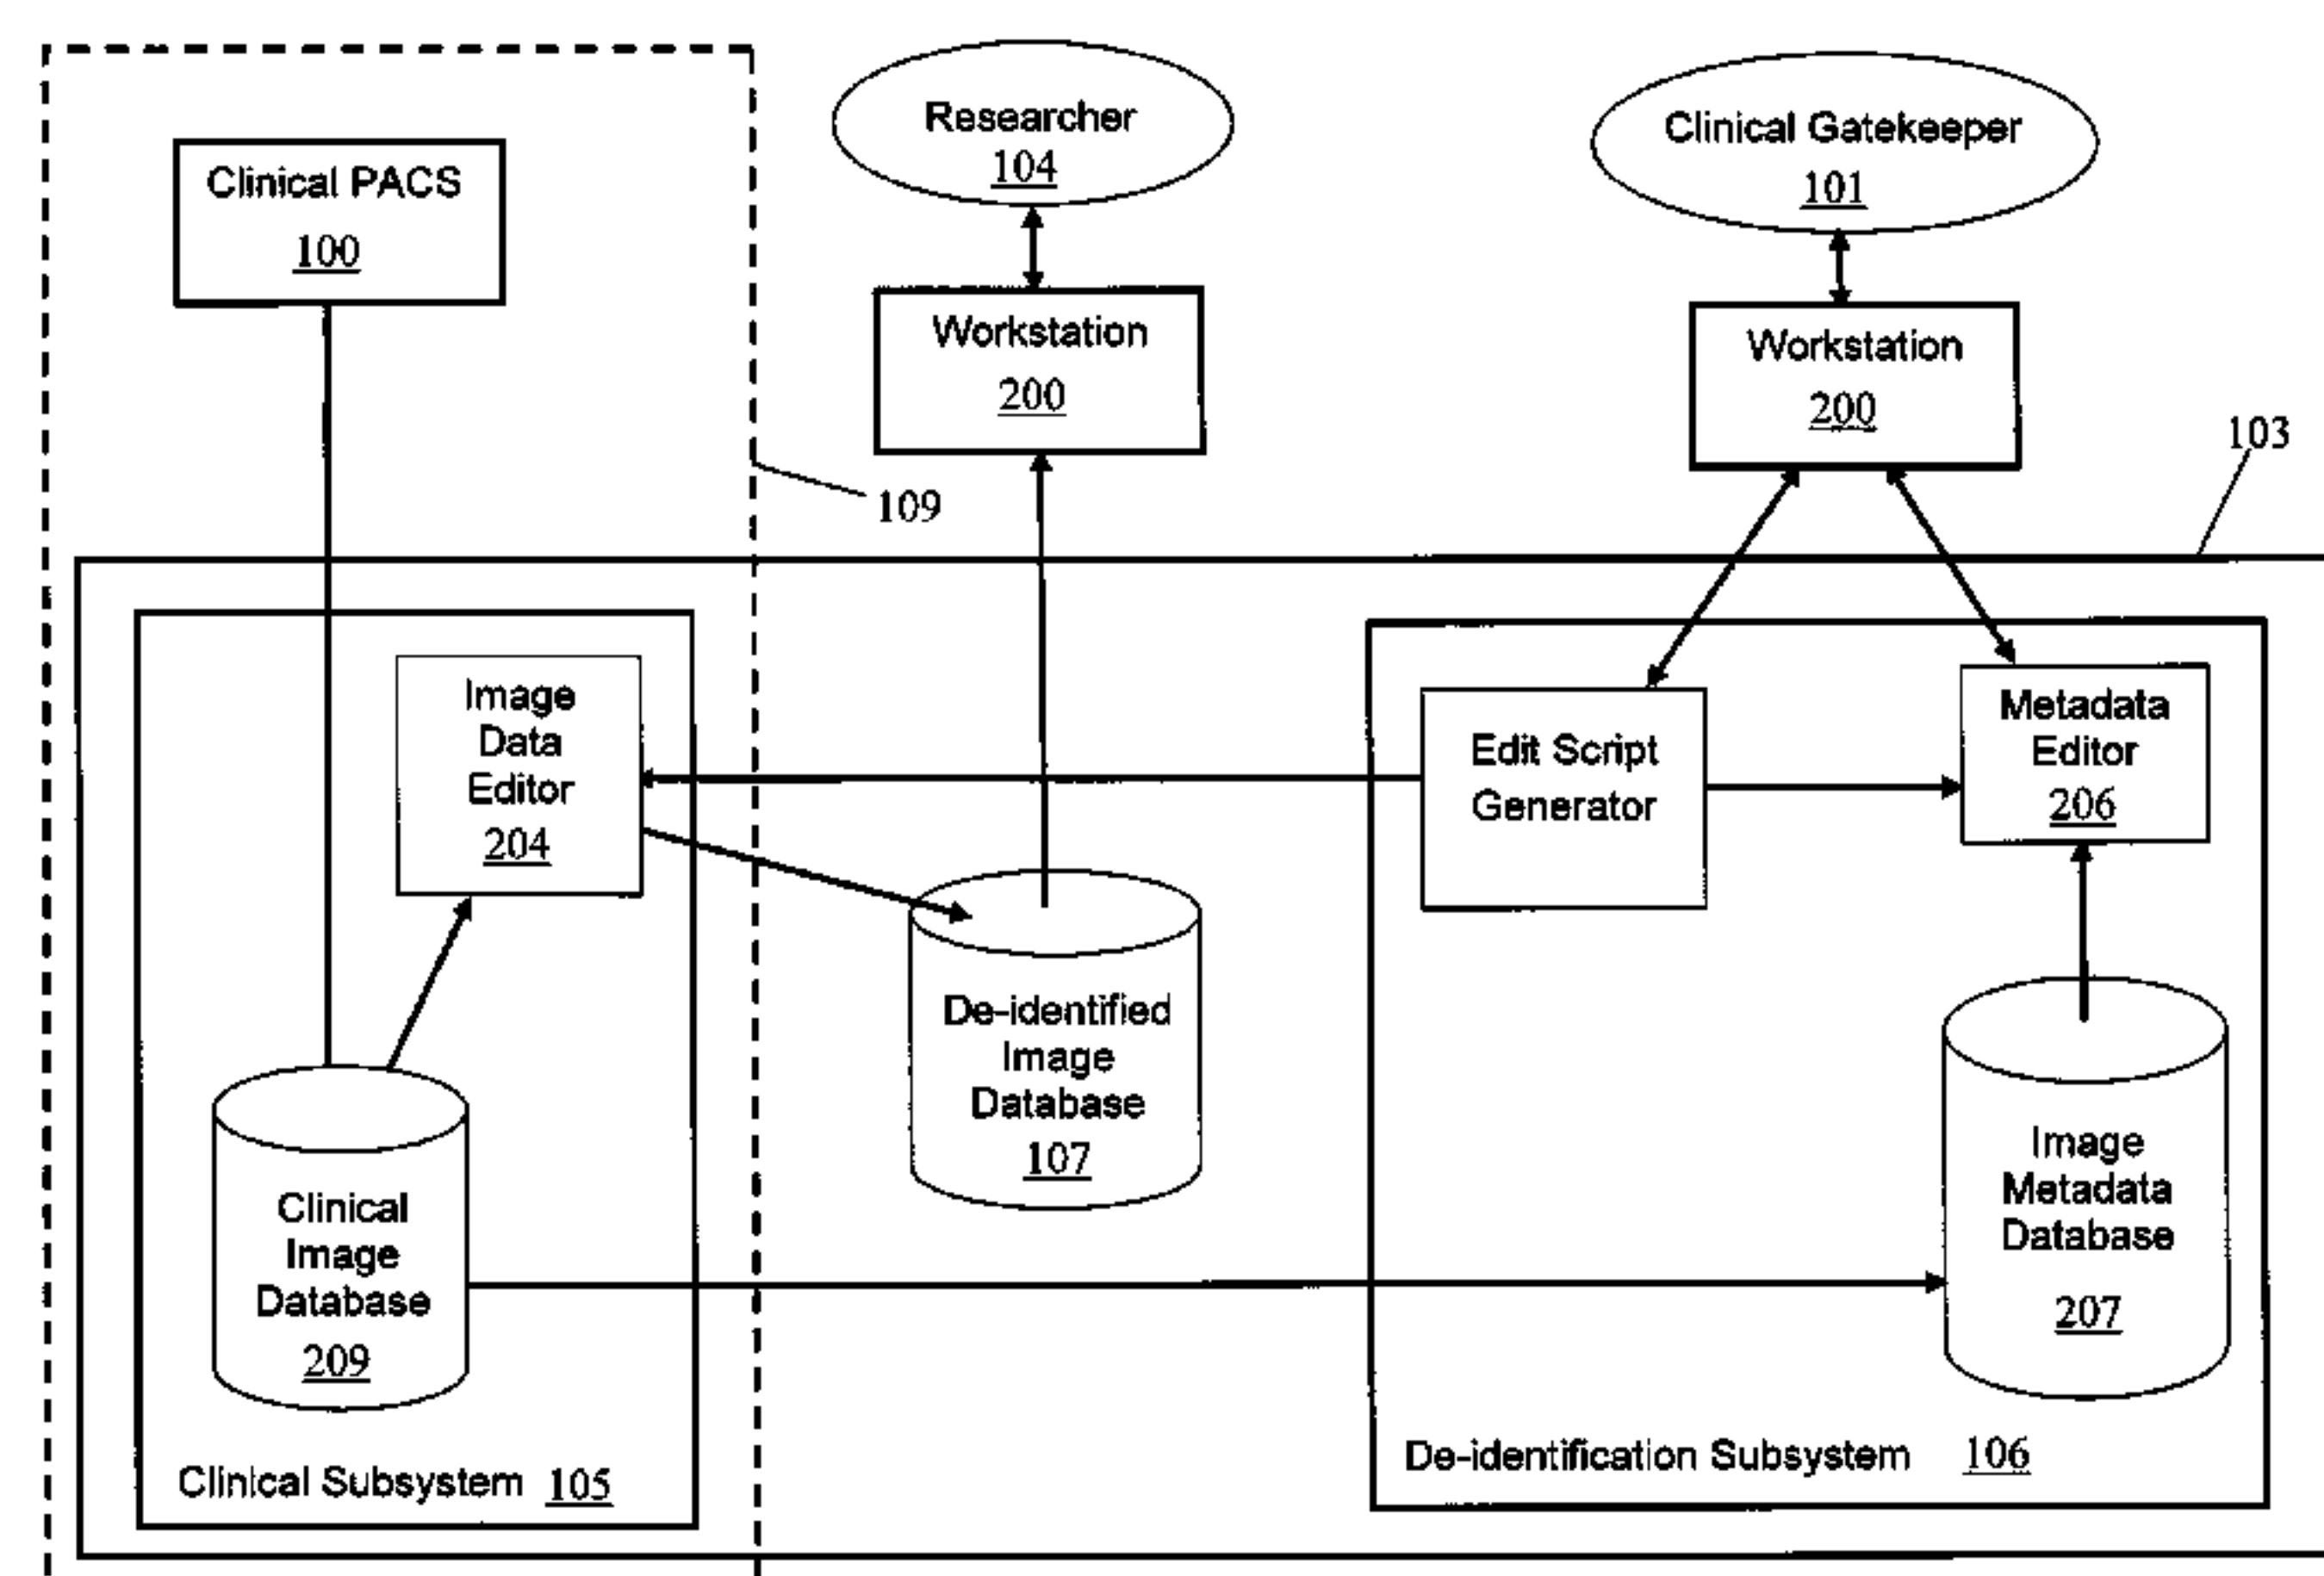 Clinical PACS
100
Researcher
104
Clinical Gatekeeper
101
Workstation
200
Workstation
200
103
109
Image
Data
Editor
204
Edit Script
Generator
Metadata
Editor
206
De-identified
Image
Database
107
Clinical
Image
Database
209
Image
Metadata
Database
207
Clinical Subsystem 105
De-identification Subsystem 106